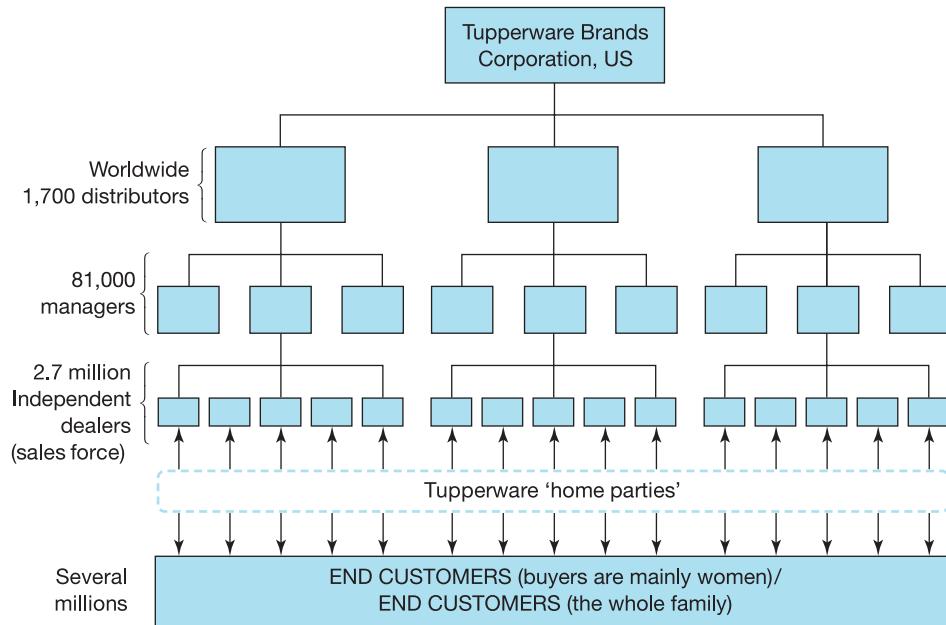 Tupperware Brands
Corporation, US
Worldwide
1,700 distributors
81,000
managers
2.7 million
Independent
dealers
(sales force)
Tupperware ‘home parties’
Several
millions
END CUSTOMERS (buyers are mainly women)/
END CUSTOMERS (the whole family)